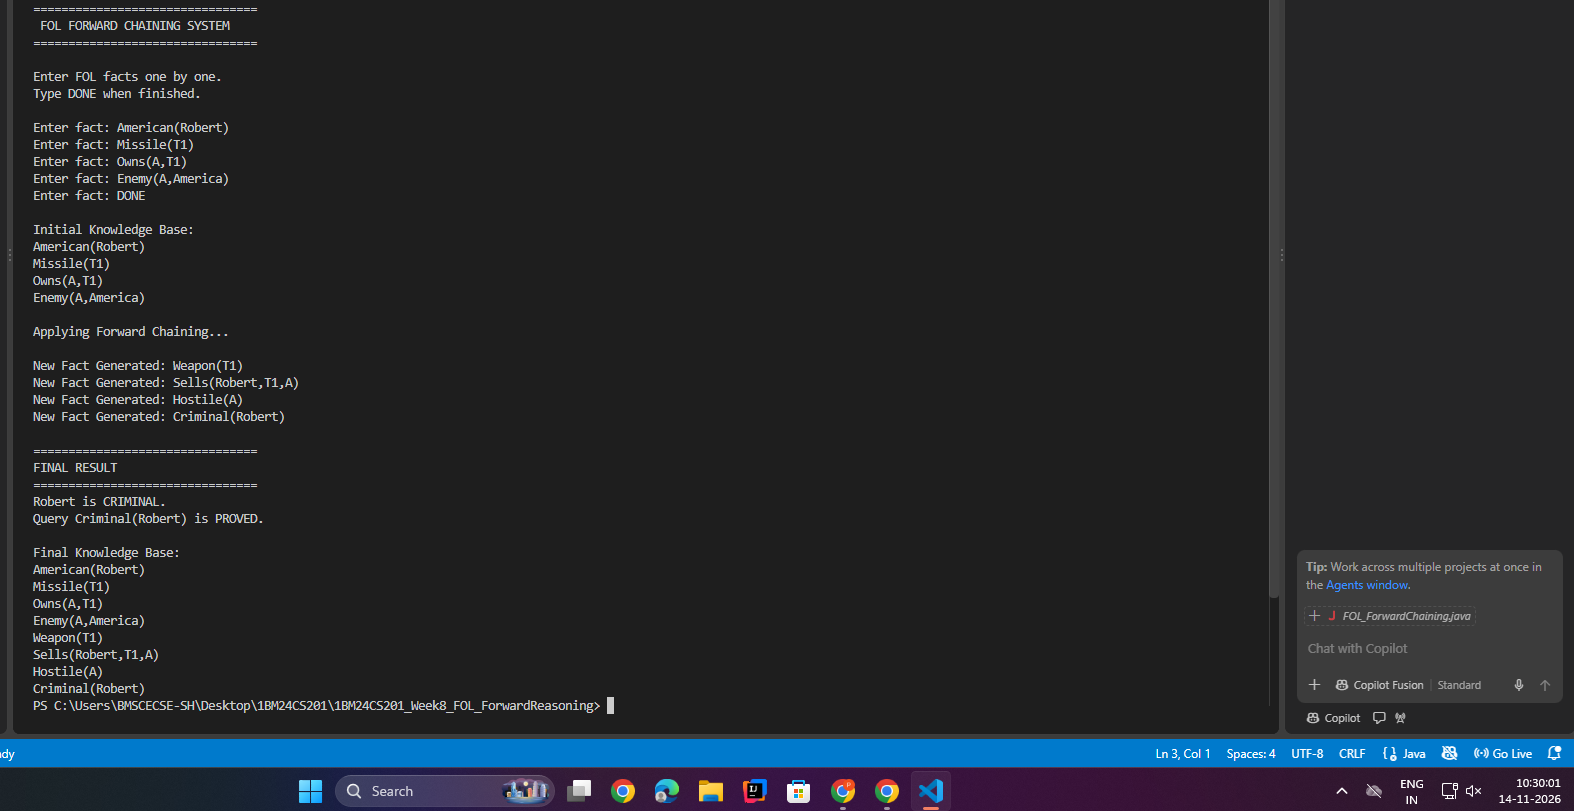 ================================
FOL FORWARD CHAINING SYSTEM
================================
Enter FOL facts one by one.
Type DONE when finished.
Enter fact: American(Robert)
Enter fact: Missile(T1)
Enter fact: Owns(A,T1)
Enter fact: Enemy(A,America)
Enter fact: DONE
Initial Knowledge Base:
American(Robert)
Missile(T1)
Owns(A,T1)
Enemy(A,America)
Applying Forward Chaining...
New Fact Generated: Weapon(T1)
New Fact Generated: Sells(Robert,T1,A)
New Fact Generated: Hostile(A)
New Fact Generated: Criminal(Robert)
================================
FINAL RESULT
================================
Robert is CRIMINAL.
Query Criminal(Robert) is PROVED.
Final Knowledge Base:
American(Robert)
Missile(T1)
Owns(A,T1)
Enemy(A,America)
Weapon(T1)
Sells(Robert,T1,A)
Hostile(A)
Criminal(Robert)
PS C:\Users\BMSCECSE-SH\Desktop\1BM24CS201\1BM24CS201_Week8_FOL_ForwardReasoning>
Tip: Work across multiple projects at once in
the Agents window.
J FOL_ForwardChaining.java
Chat with Copilot
Copilot Fusion Standard
Copilot
dy Ln 3, Col 1 Spaces: 4 UTF-8 CRLF Java Go Live
Search
ENG
IN
10:30:01
14-11-2026